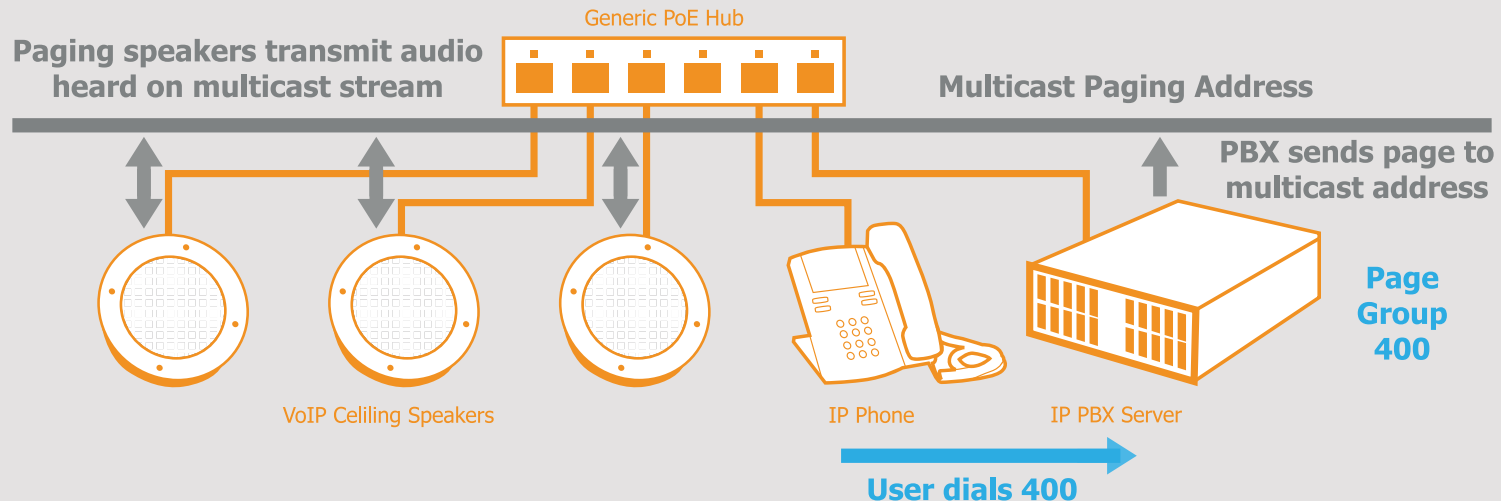 Generic PoE Hub
Paging speakers transmit audio
heard on multicast stream
Multicast Paging Address
PBX sends page to
multicast address
Page
Group
400
VoIP Celiling Speakers
IP Phone
IP PBX Server
User dials 400